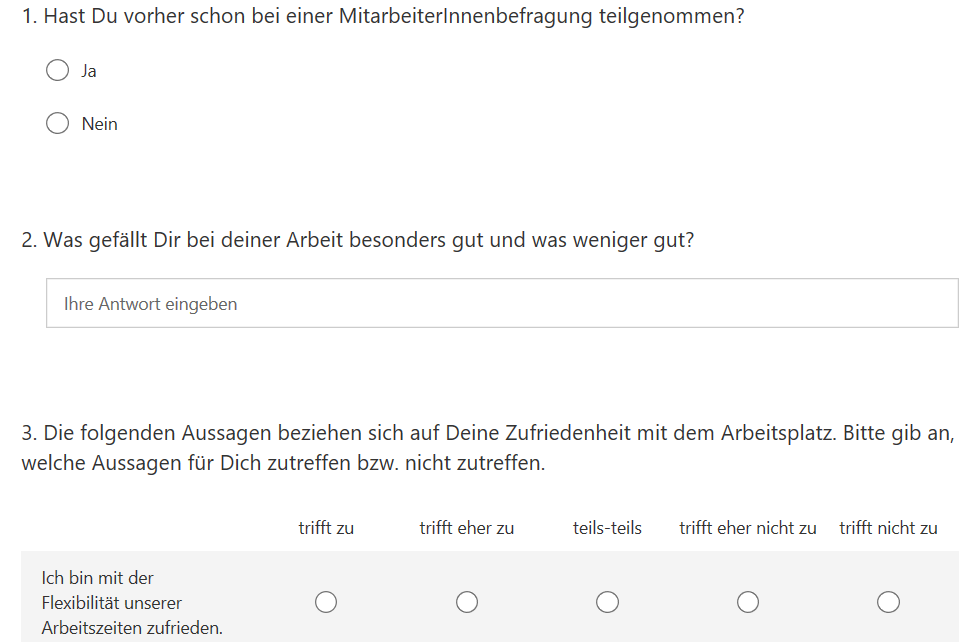 1. Hast Du vorher schon bei einer MitarbeiterInnenbefragung teilgenommen?
Ja
Nein
2. Was gefällt Dir bei deiner Arbeit besonders gut und was weniger gut?
Ihre Antwort eingeben
3. Die folgenden Aussagen beziehen sich auf Deine Zufriedenheit mit dem Arbeitsplatz. Bitte gib an,
welche Aussagen für Dich zutreffen bzw. nicht zutreffen.
trifft zu trifft eher zu teils-teils trifft eher nicht zu trifft nicht zu
Ich bin mit der
Flexibilität unserer
Arbeitszeiten zufrieden.